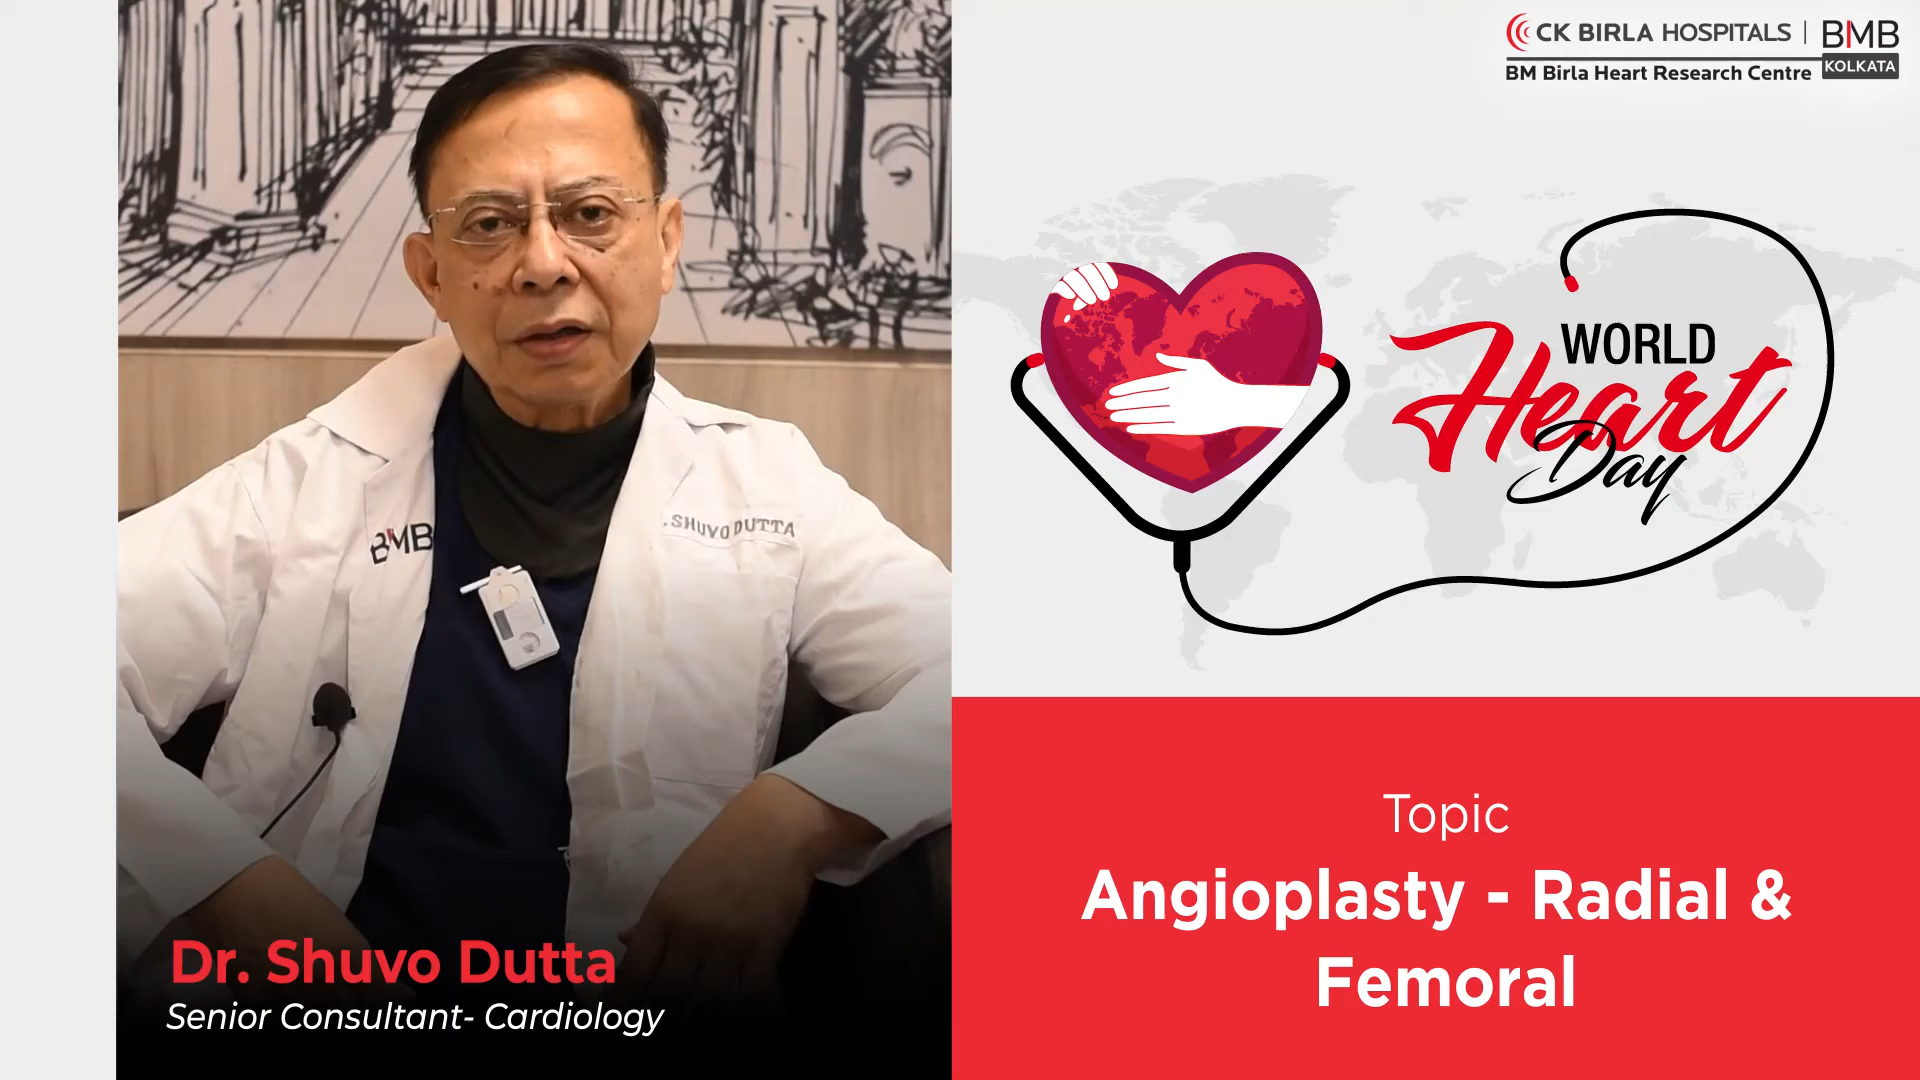 CK BIRLA HOSPITALS | BMB
BM Birla Heart Research Centre KOLKATA
WORLD
Heart
Day
BMB
. SHUVO DUTTA
Topic
Angioplasty - Radial &
Femoral
Dr. Shuvo Dutta
Senior Consultant- Cardiology